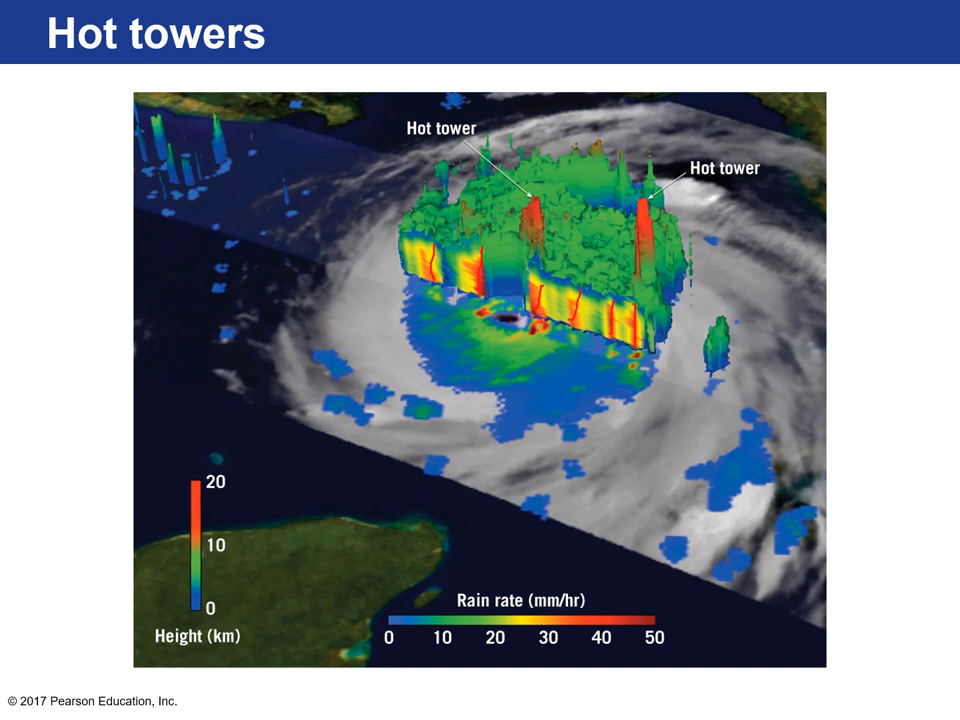 Hot towers
Hot tower
Hot tower
20
10
0
Height (km)
Rain rate (mm/hr)
0 10 20 30 40 50
© 2017 Pearson Education, Inc.